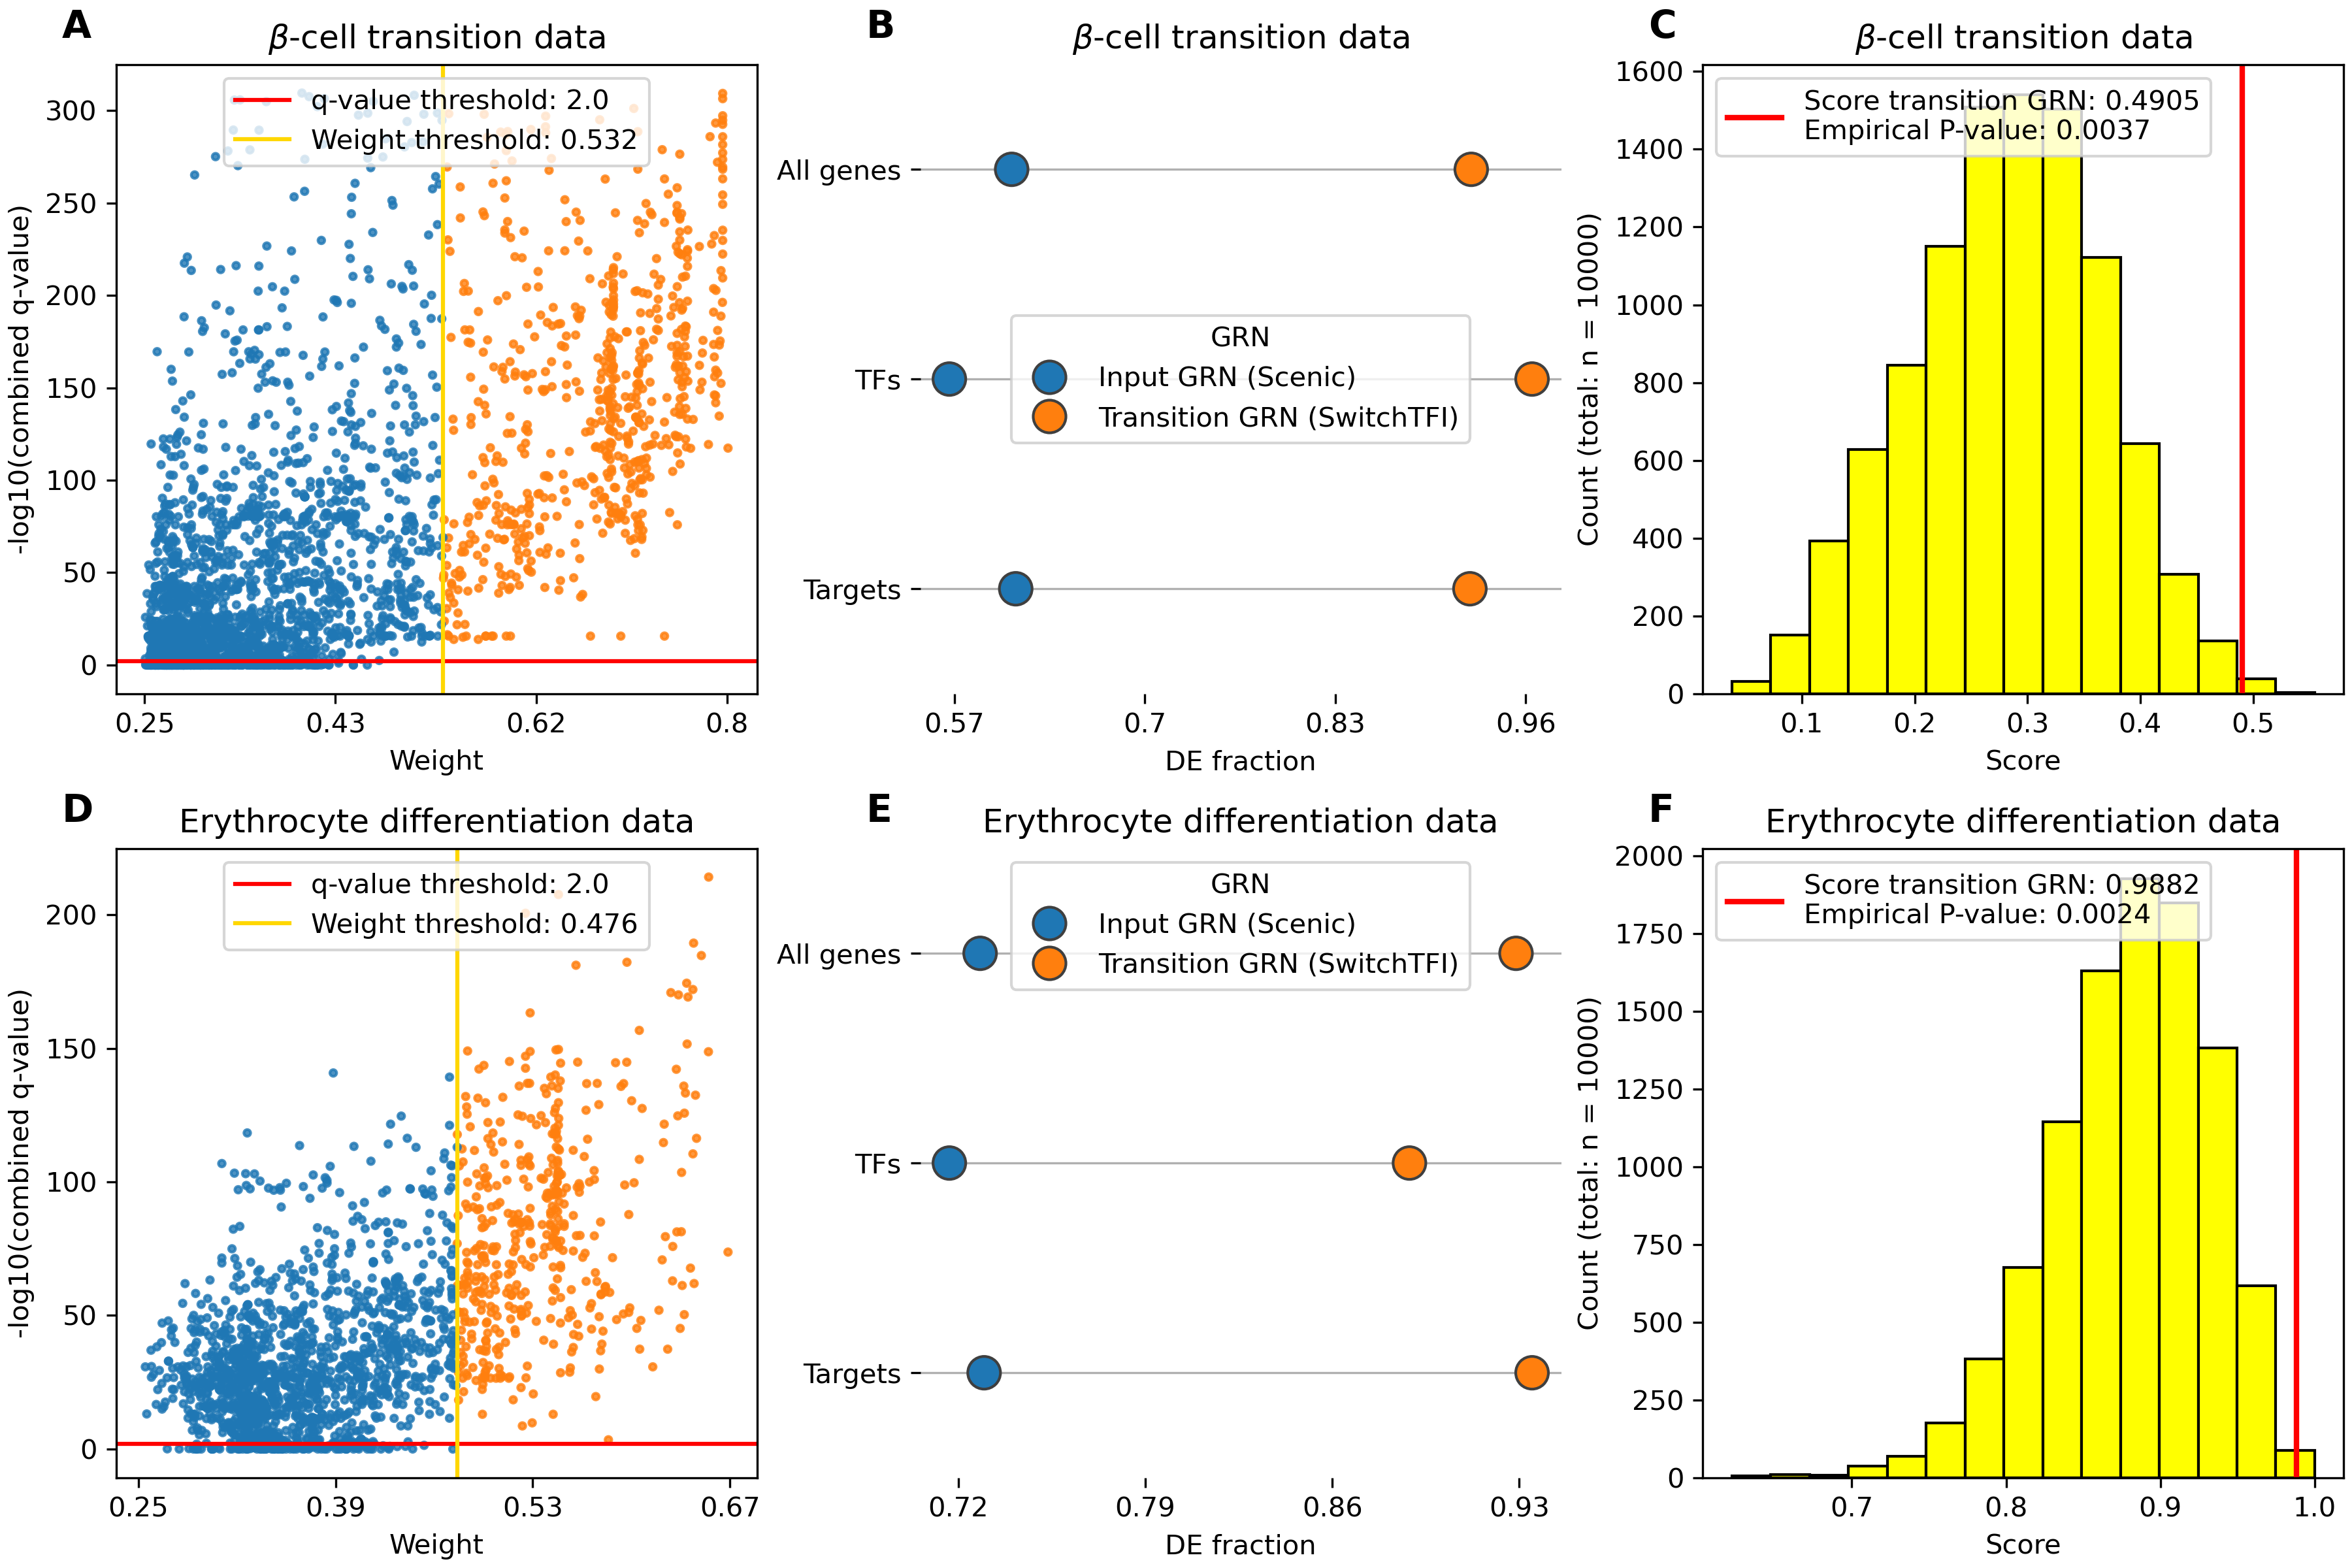 A
β-cell transition data
q-value threshold: 2.0
Weight threshold: 0.532
300
250
200
150
100
50
0
-log10(combined q-value)
0.25 0.43 0.62 0.8
Weight
B
β-cell transition data
All genes
TFs
Targets
GRN
Input GRN (Scenic)
Transition GRN (SwitchTFI)
0.57 0.7 0.83 0.96
DE fraction
C
β-cell transition data
Score transition GRN: 0.4905
Empirical P-value: 0.0037
1600
1400
1200
1000
800
600
400
200
0
Count (total: n = 10000)
0.1 0.2 0.3 0.4 0.5
Score
D
Erythrocyte differentiation data
q-value threshold: 2.0
Weight threshold: 0.476
200
150
100
50
0
-log10(combined q-value)
0.25 0.39 0.53 0.67
Weight
E
Erythrocyte differentiation data
GRN
Input GRN (Scenic)
Transition GRN (SwitchTFI)
All genes
TFs
Targets
0.72 0.79 0.86 0.93
DE fraction
F
Erythrocyte differentiation data
Score transition GRN: 0.9882
Empirical P-value: 0.0024
2000
1750
1500
1250
1000
750
500
250
0
Count (total: n = 10000)
0.7 0.8 0.9 1.0
Score